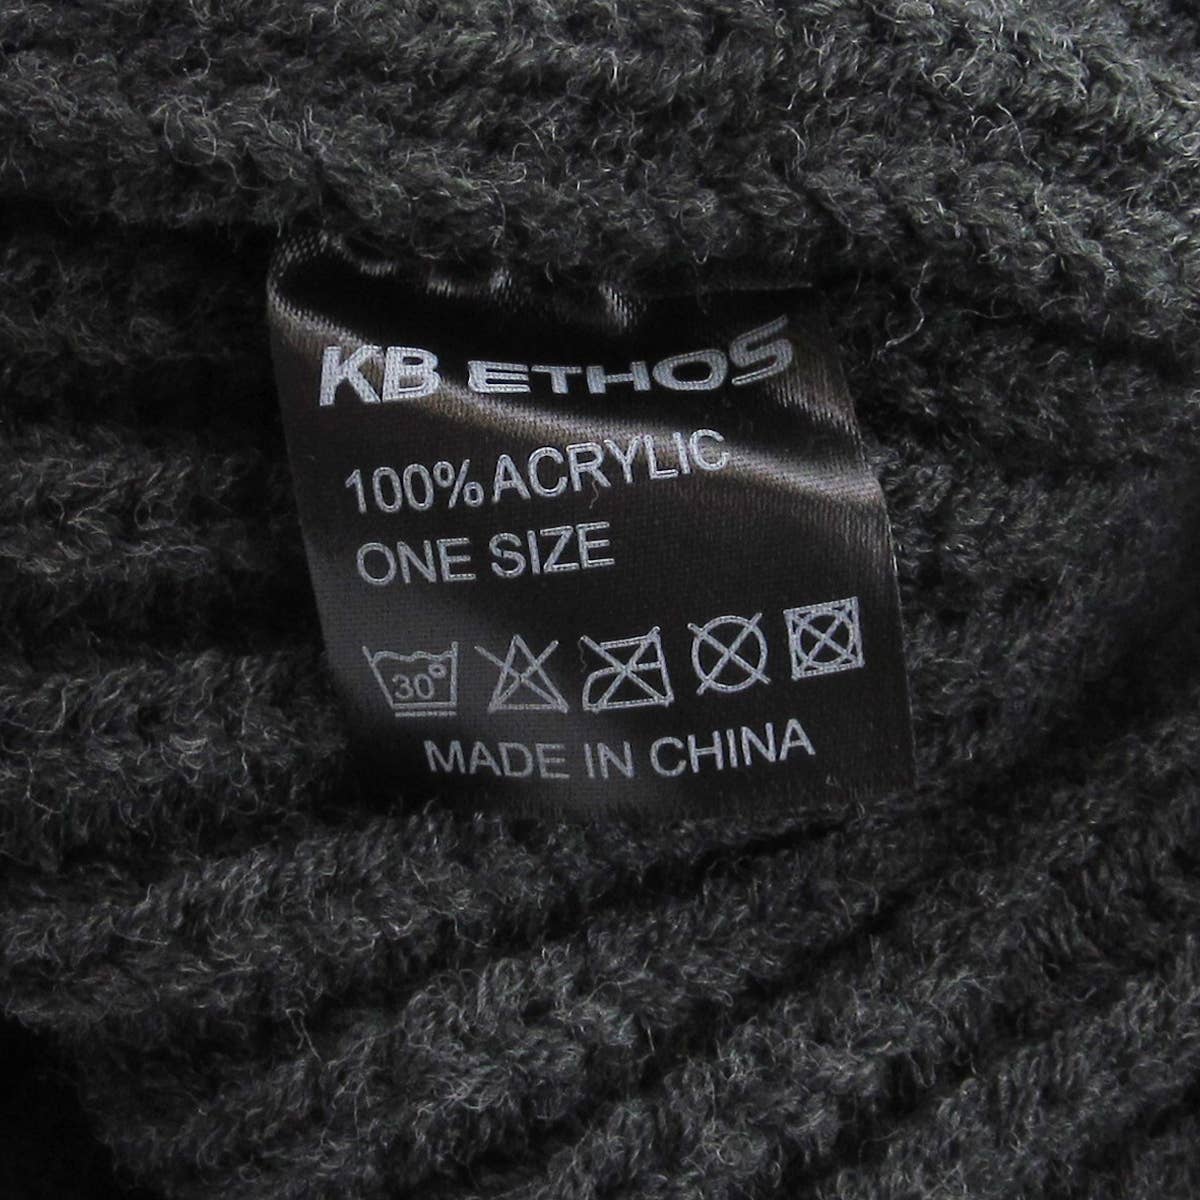 KB ETHOS
100% ACRYLIC
ONE SIZE
30°
MADE IN CHINA